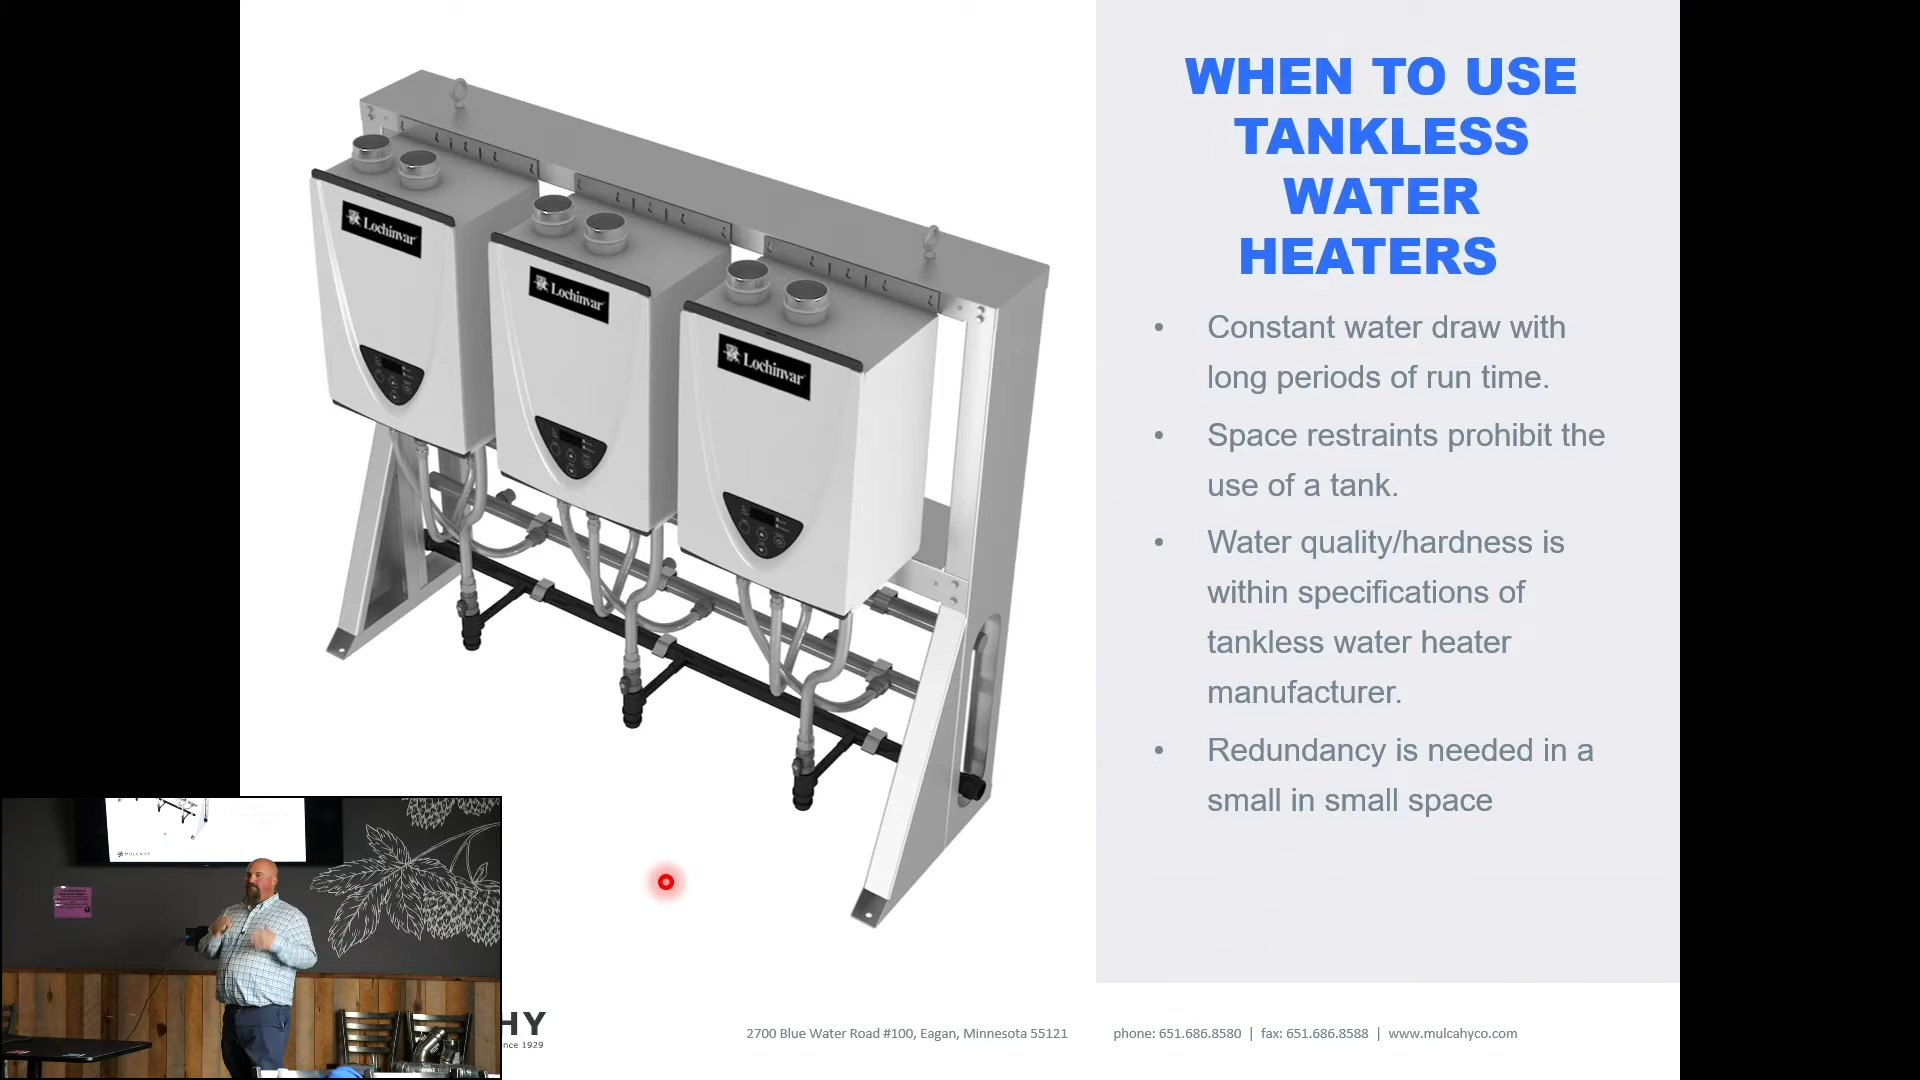 WHEN TO USE
TANKLESS
WATER
HEATERS
• Constant water draw with
long periods of run time.
• Space restraints prohibit the
use of a tank.
• Water quality/hardness is
within specifications of
tankless water heater
manufacturer.
• Redundancy is needed in a
small in small space
Lochinvar
Lochinvar
Lochinvar
MULCAHY
HY
nce 1929
2700 Blue Water Road #100, Eagan, Minnesota 55121
phone: 651.686.8580 | fax: 651.686.8588 | www.mulcahyco.com